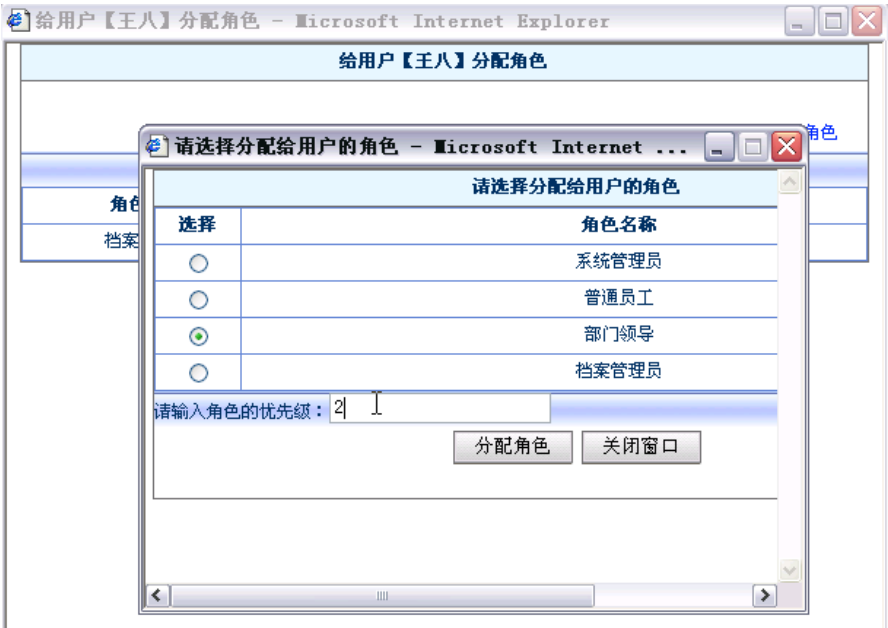 给用户【王八】分配角色 - Microsoft Internet Explorer
给用户【王八】分配角色
角色
请选择分配给用户的角色 - Microsoft Internet ...
请选择分配给用户的角色
角色
选择 角色名称
档案
系统管理员
普通员工
部门领导
档案管理员
请输入角色的优先级： 2
分配角色 关闭窗口